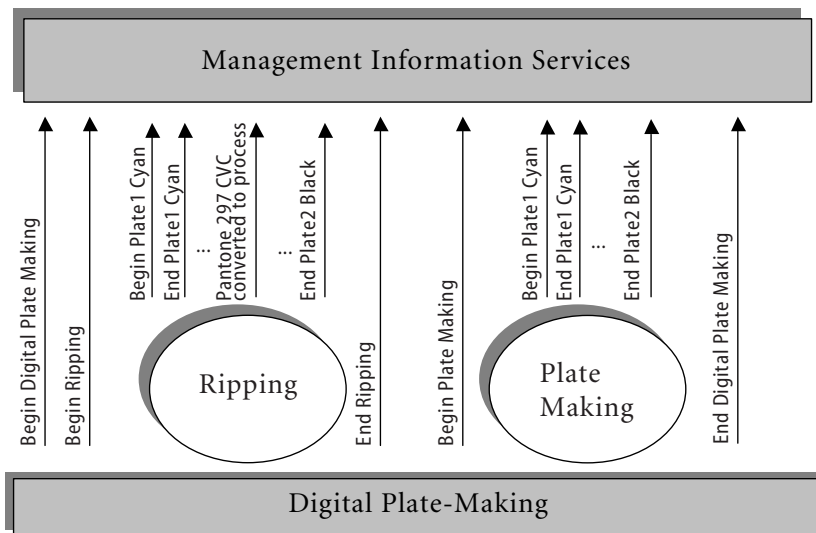 Management Information Services
Begin Digital Plate Making
Begin Ripping
Begin Plate1 Cyan
End Plate1 Cyan
...
Pantone 297 CVC
converted to process
...
End Plate2 Black
End Ripping
Begin Plate Making
Begin Plate1 Cyan
End Plate1 Cyan
...
End Plate2 Black
End Digital Plate Making
Ripping
Plate
Making
Digital Plate-Making